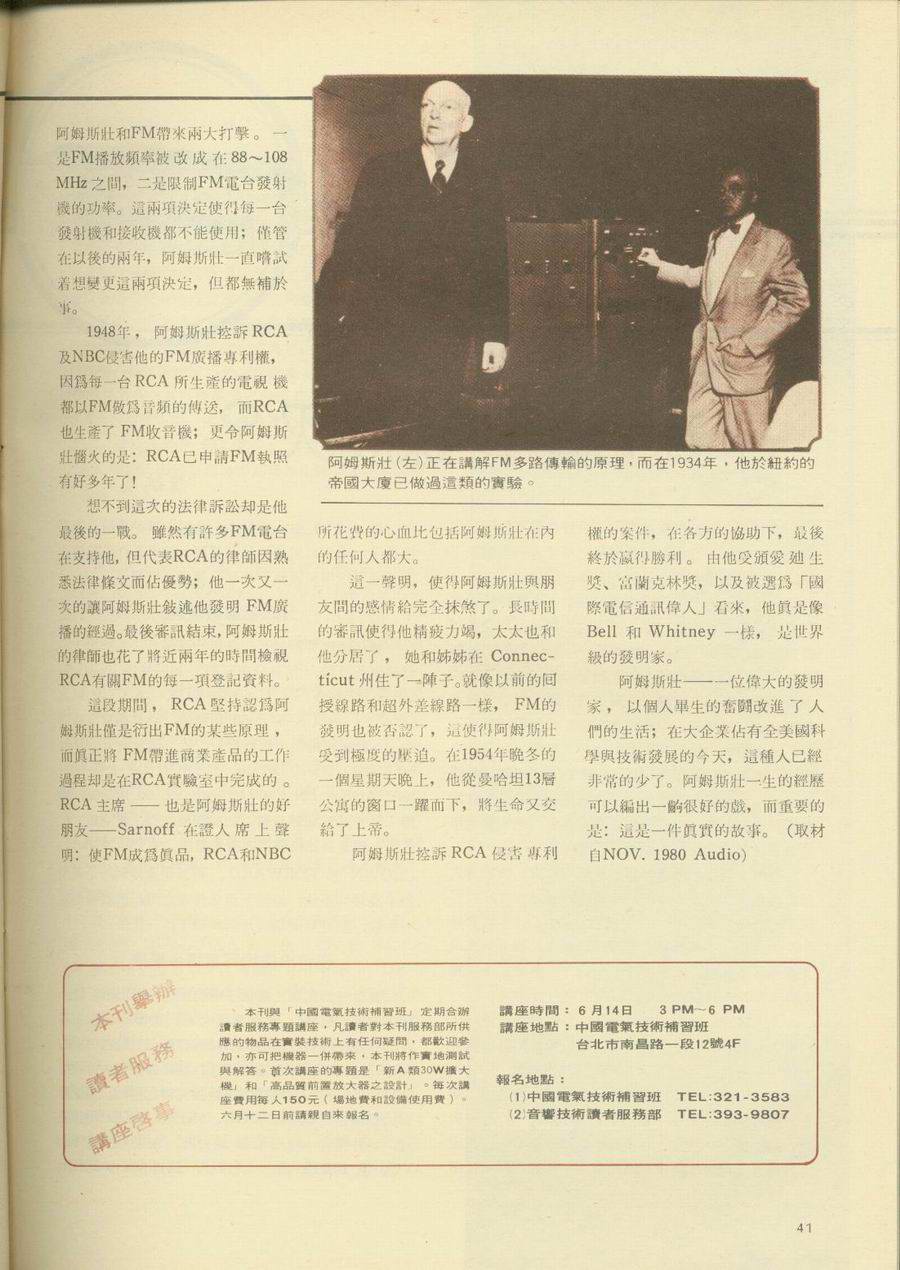 阿姆斯壯和FM帶來兩大打擊。一
是FM播放頻率被改成在88～108
MHz之間，二是限制FM電台發射
機的功率。這兩項決定使得每一台
發射機和接收機都不能使用；僅管
在以後的兩年，阿姆斯壯一直嚐試
着想變更這兩項決定，但都無補於
事。
1948年，阿姆斯壯控訴RCA
及NBC侵害他的FM廣播專利權，
因爲每一台RCA所生產的電視機
都以FM做爲音頻的傳送，而RCA
也生產了FM收音機；更令阿姆斯
壯惱火的是：RCA已申請FM執照
有好多年了！
想不到這次的法律訴訟却是他
最後的一戰。雖然有許多FM電台
在支持他，但代表RCA的律師因熟
悉法律條文而佔優勢；他一次又一
次的讓阿姆斯壯敍述他發明FM廣
播的經過。最後審訊結束，阿姆斯壯
的律師也花了將近兩年的時間檢視
RCA有關FM的每一項登記資料。
這段期間，RCA堅持認爲阿
姆斯壯僅是衍出FM的某些原理，
而眞正將FM帶進商業產品的工作
過程却是在RCA實驗室中完成的。
RCA主席——也是阿姆斯壯的好
朋友——Sarnoff在證人席上聲
明：使FM成爲眞品，RCA和NBC
阿姆斯壯(左)正在講解FM多路傳輸的原理，而在1934年，他於紐約的
帝國大廈已做過這類的實驗。
所花費的心血比包括阿姆斯壯在內
的任何人都大。
這一聲明，使得阿姆斯壯與朋
友間的感情給完全抹煞了。長時間
的審訊使得他精疲力竭，太太也和
他分居了，她和姊姊在Connec-
ticut州住了一陣子。就像以前的囘
授線路和超外差線路一樣，FM的
發明也被否認了，這使得阿姆斯壯
受到極度的壓迫。在1954年晚冬的
一個星期天晚上，他從曼哈坦13層
公寓的窗口一躍而下，將生命又交
給了上帝。
阿姆斯壯控訴RCA侵害專利
權的案件，在各方的協助下，最後
終於贏得勝利。由他受頒愛廸生
獎、富蘭克林獎，以及被選爲「國
際電信通訊偉人」看來，他眞是像
Bell和Whitney一樣，是世界
級的發明家。
阿姆斯壯——一位偉大的發明
家，以個人畢生的奮鬪改進了人
們的生活；在大企業佔有全美國科
學與技術發展的今天，這種人已經
非常的少了。阿姆斯壯一生的經歷
可以編出一齣很好的戲，而重要的
是：這是一件眞實的故事。（取材
自NOV. 1980 Audio）
本刊舉辦
讀者服務
講座啓事
本刊與「中國電氣技術補習班」定期合辦
讀者服務專題講座，凡讀者對本刊服務部所供
應的物品在實裝技術上有任何疑問，都歡迎參
加，亦可把機器一併帶來，本刊將作實地測試
與解答。首次講座的專題是「新A類30W擴大
機」和「高品質前置放大器之設計」。每次講
座費用每人150元（場地費和設備使用費）。
六月十二日前請親自來報名。
講座時間：6月14日 3 PM～6 PM
講座地點：中國電氣技術補習班
台北市南昌路一段12號4F
報名地點：
(1)中國電氣技術補習班 TEL:321-3583
(2)音響技術讀者服務部 TEL:393-9807
41